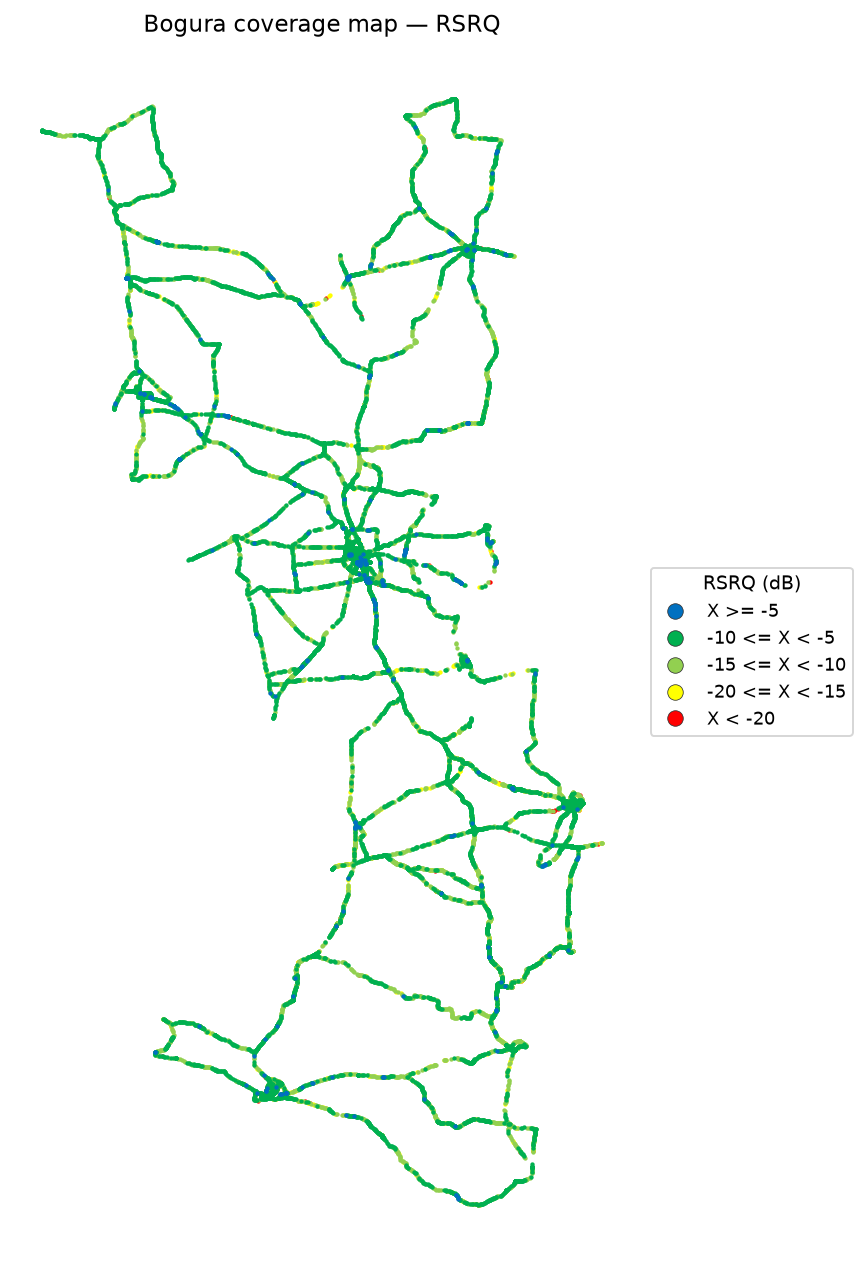 Bogura coverage map — RSRQ
RSRQ (dB)
X >= -5
-10 <= X < -5
-15 <= X < -10
-20 <= X < -15
X < -20